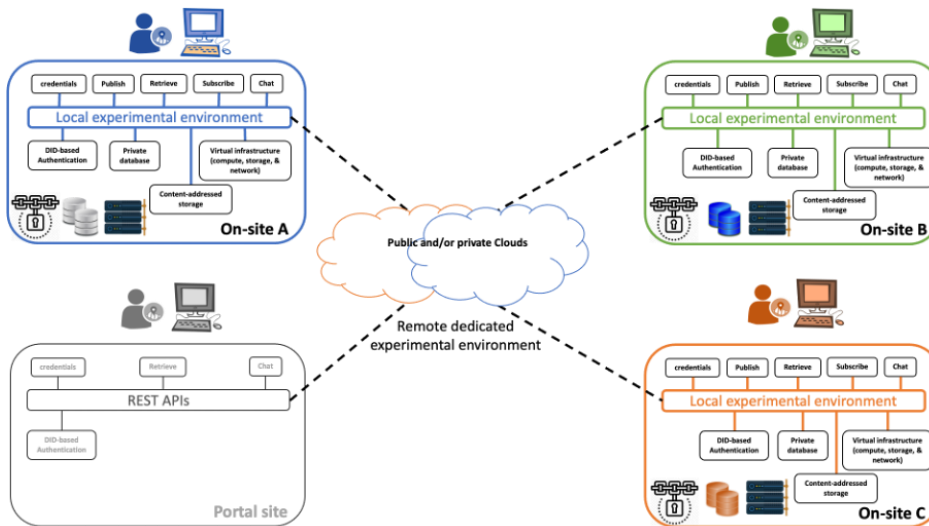 credentials
Publish
Retrieve
Subscribe
Chat
Local experimental environment
DID-based
Authentication
Private
database
Virtual infrastructure
(compute, storage, &
network)
Content-addressed
storage
On-site A
credentials
Publish
Retrieve
Subscribe
Chat
Local experimental environment
DID-based
Authentication
Private
database
Virtual infrastructure
(compute, storage, &
network)
Content-addressed
storage
On-site B
Public and/or private Clouds
Remote dedicated
experimental environment
credentials
Retrieve
Chat
REST APIs
DID-based
Authentication
Portal site
credentials
Publish
Retrieve
Subscribe
Chat
Local experimental environment
DID-based
Authentication
Private
database
Virtual infrastructure
(compute, storage, &
network)
Content-addressed
storage
On-site C